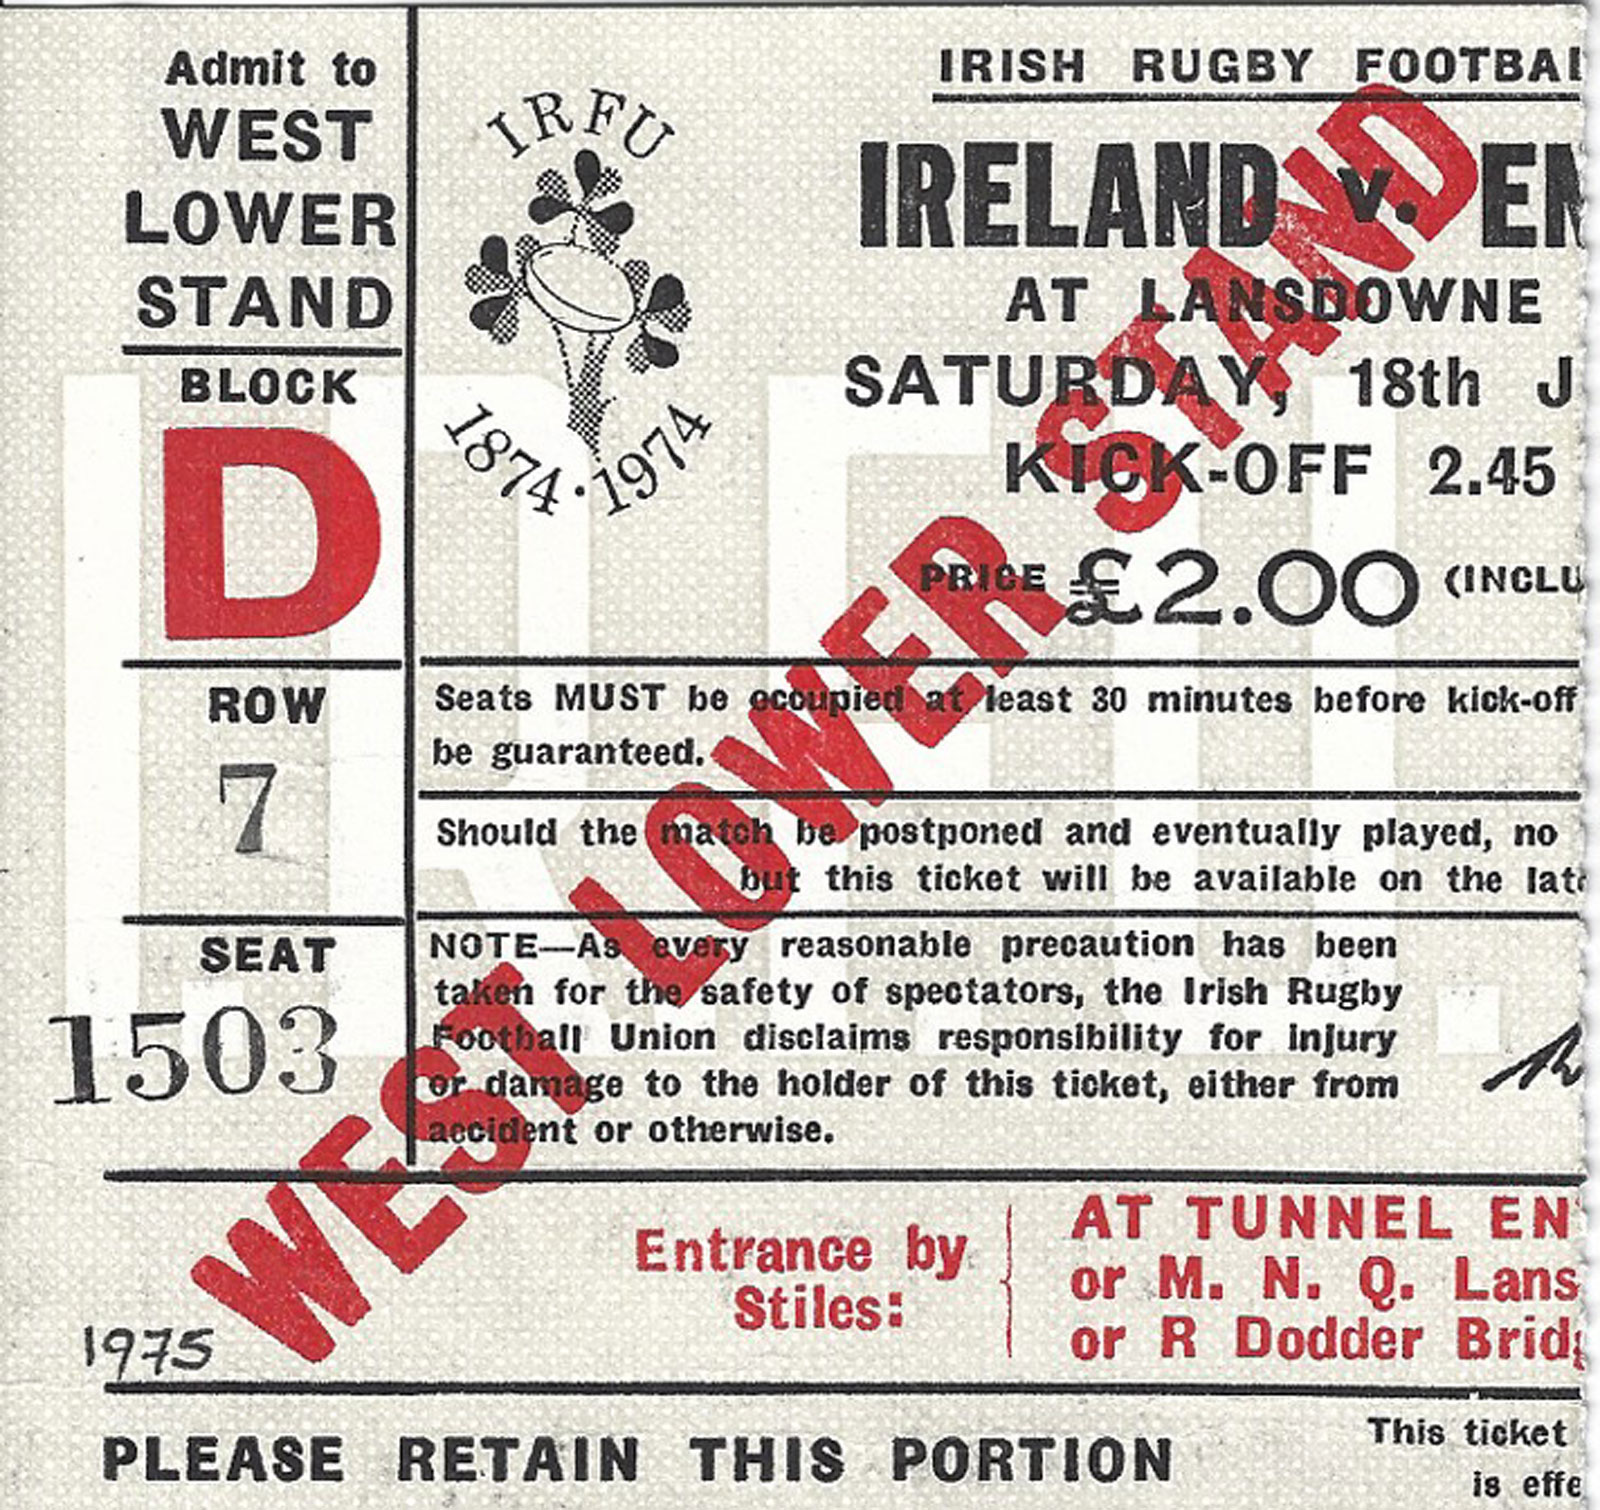 Admit to
WEST
LOWER
STAND
BLOCK
D
ROW
7
SEAT
1503
IRFU
1874·1974
IRISH RUGBY FOOTBAL
IRELAND v. EN
AT LANSDOWNE
SATURDAY, 18th J
KICK-OFF 2.45
PRICE £2.00 (INCLU
Seats MUST be occupied at least 30 minutes before kick-off
be guaranteed.
Should the match be postponed and eventually played, no
but this ticket will be available on the lat
NOTE—As every reasonable precaution has been
taken for the safety of spectators, the Irish Rugby
Football Union disclaims responsibility for injury
or damage to the holder of this ticket, either from
accident or otherwise.
WEST LOWER STAND
Entrance by
Stiles:
AT TUNNEL EN
or M. N. Q. Lans
or R Dodder Bridg
1975
PLEASE RETAIN THIS PORTION
This ticket
is effe